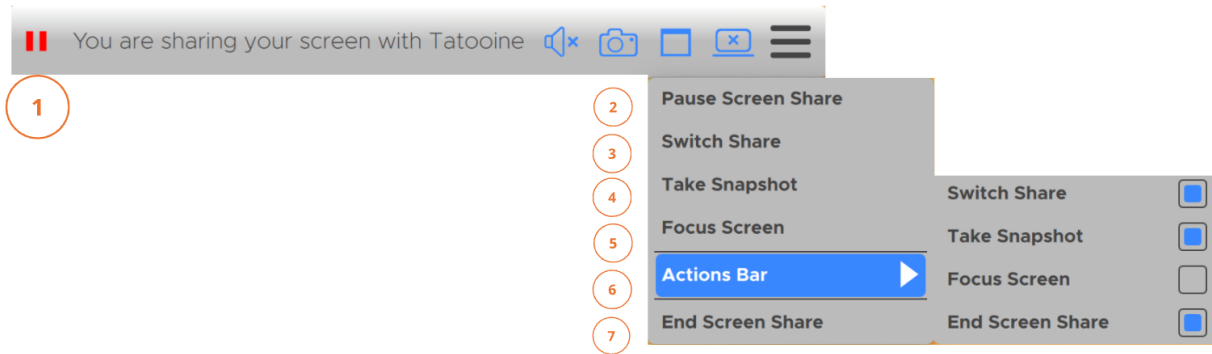 You are sharing your screen with Tatooine
1
2 Pause Screen Share
3 Switch Share
4 Take Snapshot
5 Focus Screen
6 Actions Bar
7 End Screen Share
Switch Share
Take Snapshot
Focus Screen
End Screen Share